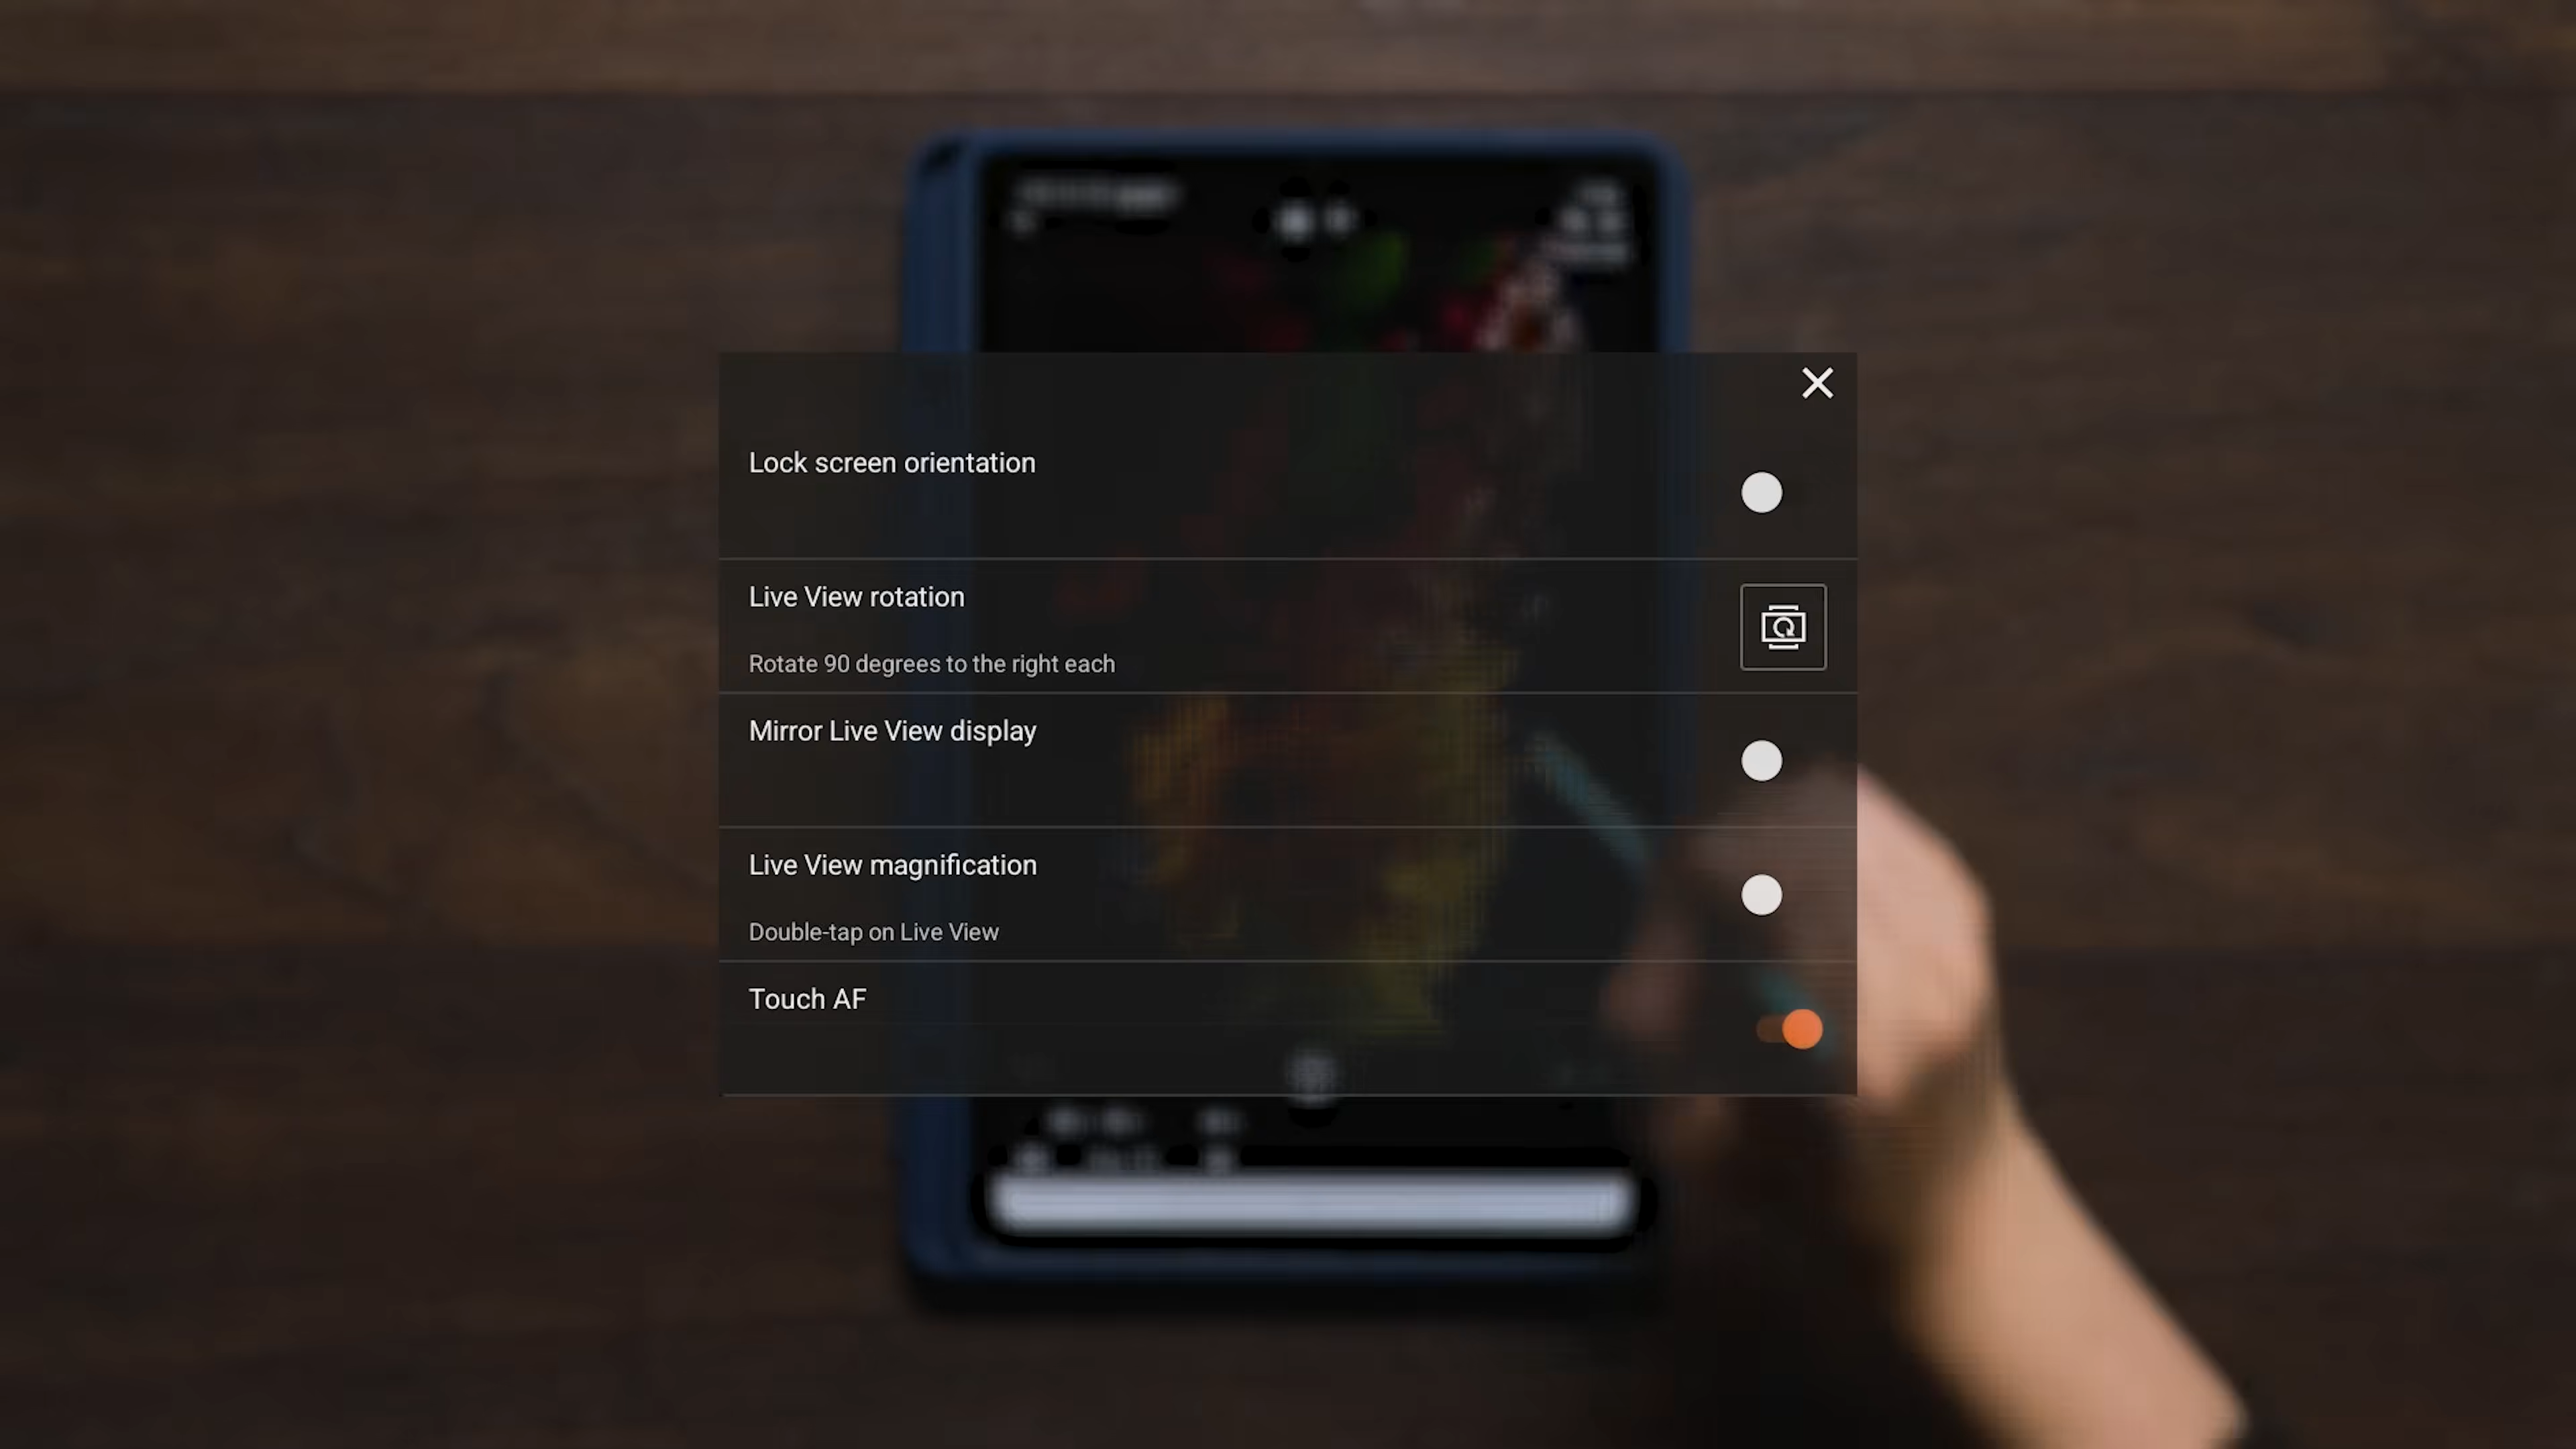 Lock screen orientation
Live View rotation
Rotate 90 degrees to the right each
Mirror Live View display
Live View magnification
Double-tap on Live View
Touch AF